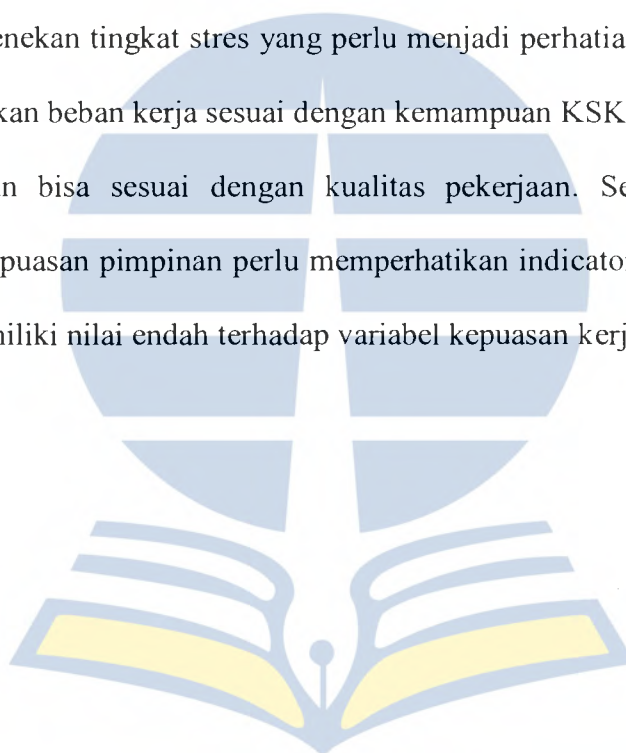 enekan tingkat stres yang perlu menjadi perhatia
kan beban kerja sesuai dengan kemampuan KSK
n bisa sesuai dengan kualitas pekerjaan. Se
puasan pimpinan perlu memperhatikan indicato
niliki nilai endah terhadap variabel kepuasan kerj